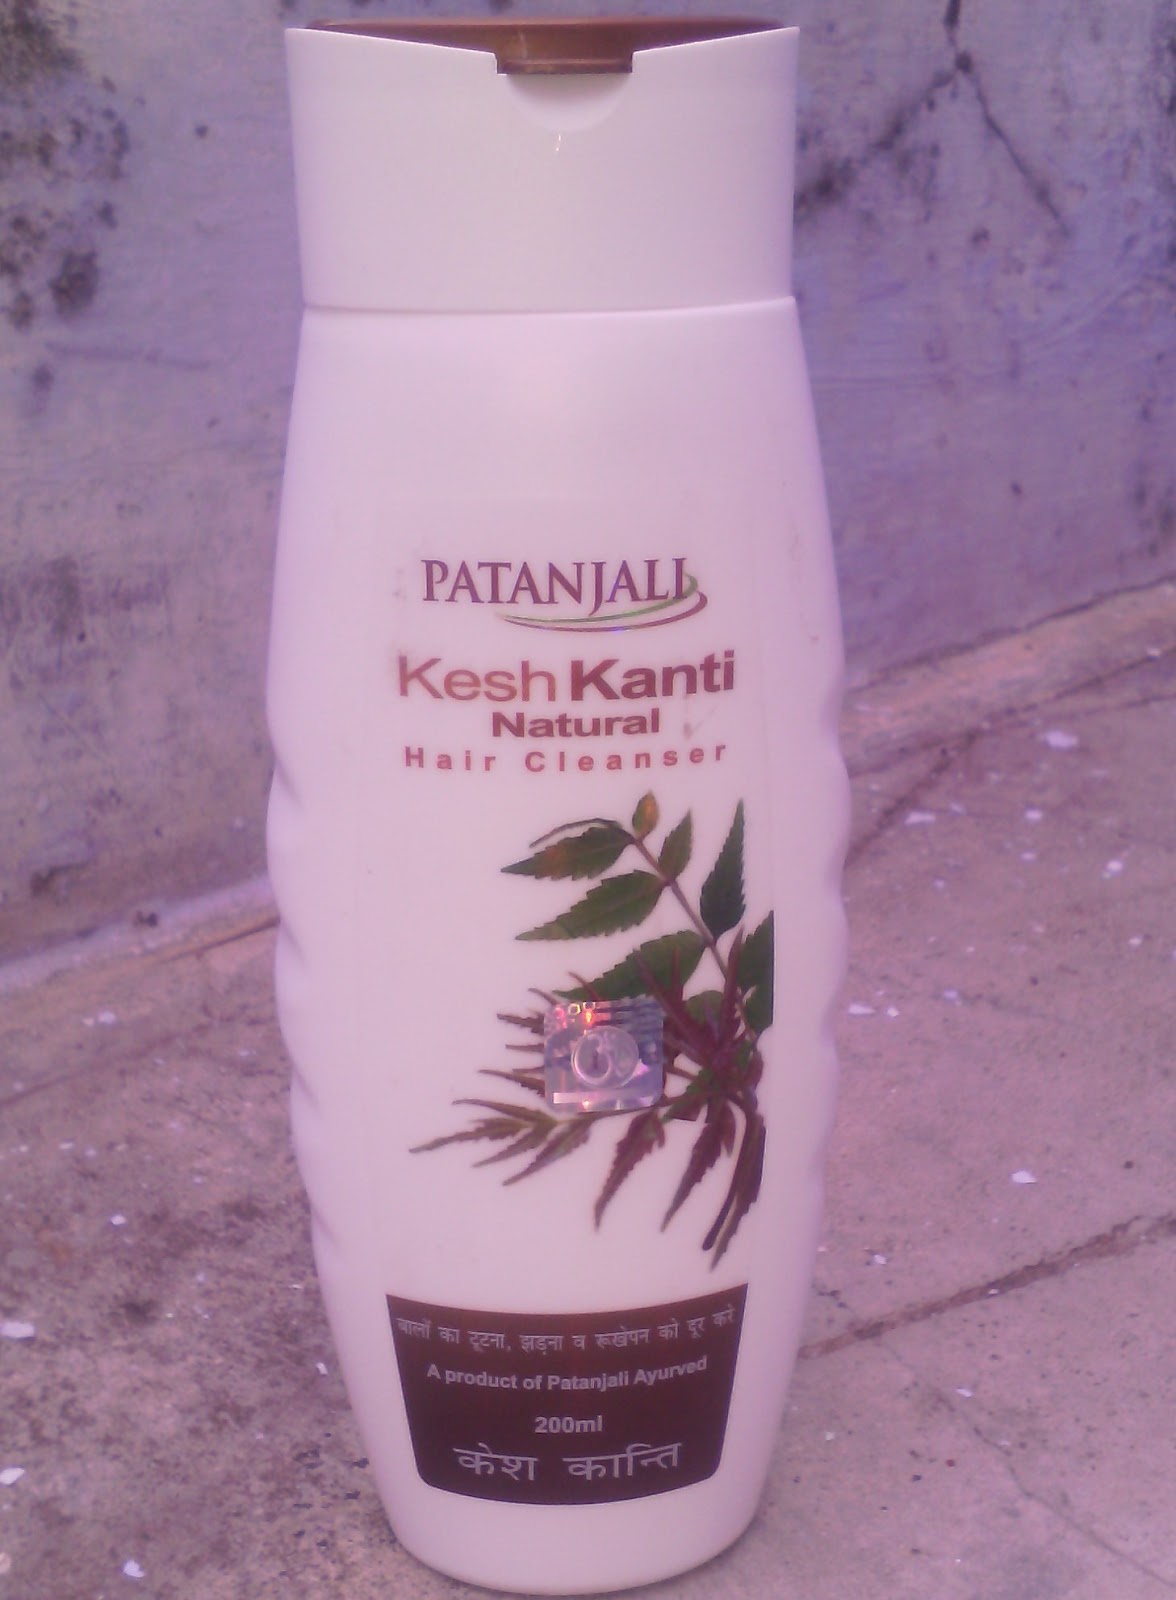 PATANJALI
Kesh Kanti
Natural
Hair Cleanser
बालों का टूटना, झड़ना व रूखेपन को दूर करे
A product of Patanjali Ayurved
200ml
केश कान्ति